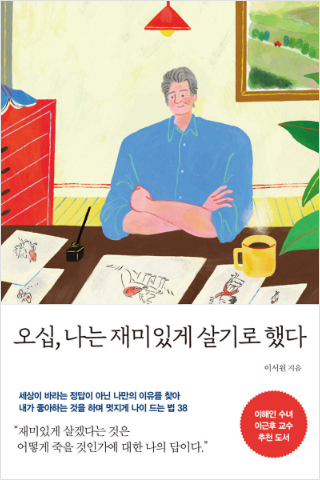 오십, 나는 재미있게 살기로 했다
이서원 지음
세상이 바라는 정답이 아닌 나만의 이유를 찾아
내가 좋아하는 것을 하며 멋지게 나이 드는 법 38
“재미있게 살겠다는 것은
어떻게 죽을 것인가에 대한 나의 답이다.”
이해인 수녀
이근후 교수
추천 도서